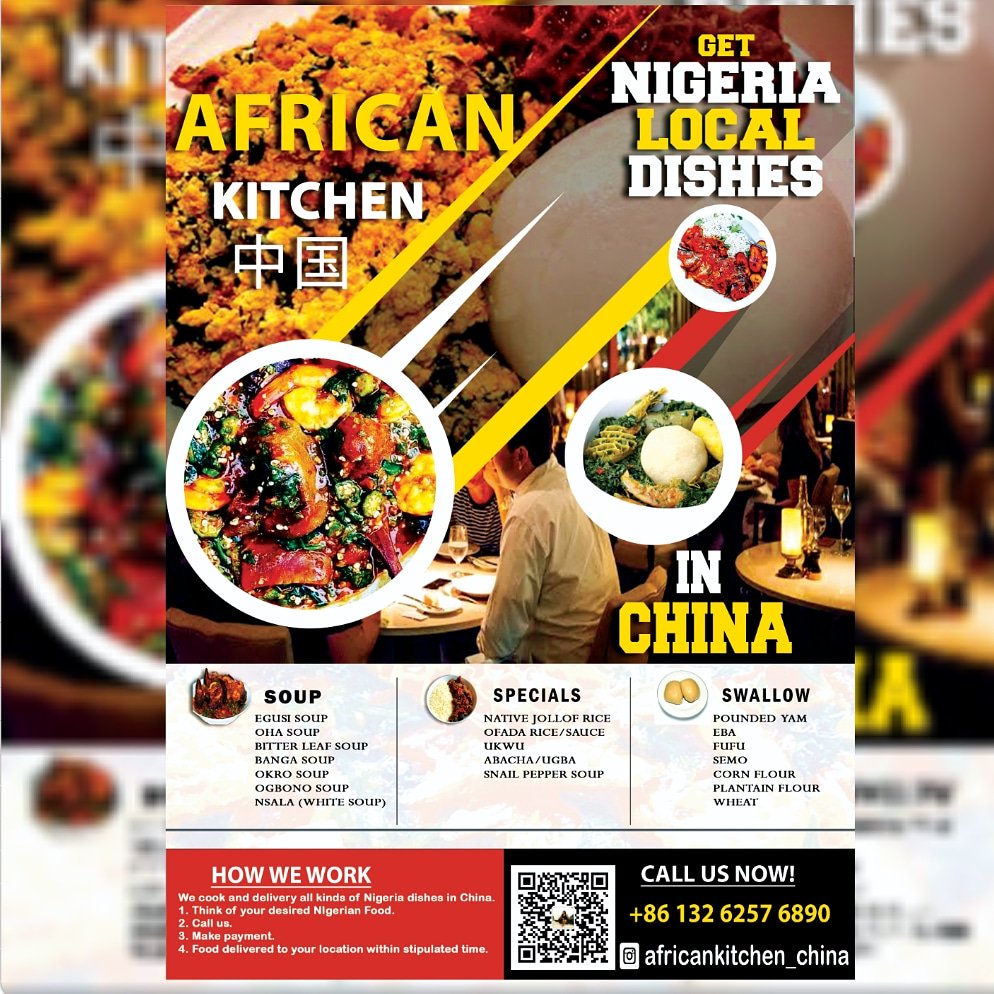 AFRICAN
KITCHEN
中国
GET
NIGERIA
LOCAL
DISHES
IN
CHINA
SOUP
EGUSI SOUP
OHA SOUP
BITTER LEAF SOUP
BANGA SOUP
OKRO SOUP
OGBONO SOUP
NSALA (WHITE SOUP)
SPECIALS
NATIVE JOLLOF RICE
OFADA RICE/SAUCE
UKWU
ABACHA/UGBA
SNAIL PEPPER SOUP
SWALLOW
POUNDED YAM
EBA
FUFU
SEMO
CORN FLOUR
PLANTAIN FLOUR
WHEAT
HOW WE WORK
We cook and delivery all kinds of Nigeria dishes in China.
1. Think of your desired NIgerian Food.
2. Call us.
3. Make payment.
4. Food delivered to your location within stipulated time.
CALL US NOW!
+86 132 6257 6890
africankitchen_china